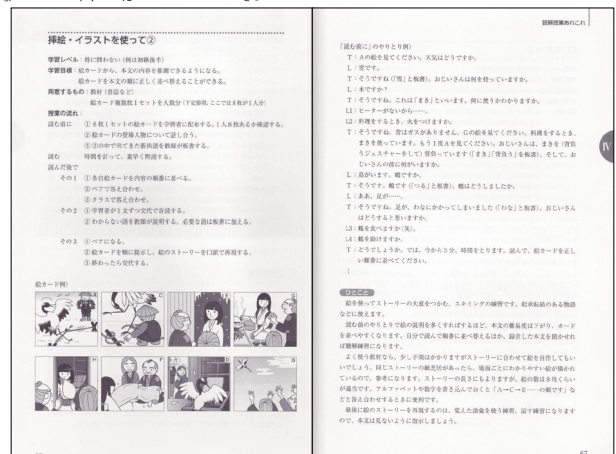 挿絵・イラストを使って②
学習レベル：特に問わない（例は初級後半）
学習目標：絵カードから、本文の内容を推測できるようになる。
絵カードを本文の順に正しく並べ替えることができる。
用意するもの：教材（昔話など）
絵カード複数枚1セットを人数分（下記参照、ここでは8枚が1人分）
授業の流れ：
読む前に ①8枚1セットの絵カードを学習者に配布する。1人8枚あるか確認する。
②絵カードの登場人物について話し合う。
③②の中で出てきた新出語を教師が板書する。
読む 時間を計って、素早く黙読する。
読んだ後で
その1 ①各自絵カードを内容の順番に並べる。
②ペアで答え合わせ。
③クラスで答え合わせ。
その2 ①学習者が1文ずつ交代で音読する。
②わからない語を教師が説明する。必要な語は板書に加える。
その3 ①ペアになる。
②絵カードを順に提示し、絵のストーリーを口頭で再現する。
③終わったら交代する。
絵カード例）
A
C
E
G
H
F
D
B
読解授業あれこれ
「読む前に」のやりとり例）
T：Aの絵を見てください。天気はどうですか。
L：雪です。
T：そうですね（「雪」と板書）。おじいさんは何を持っていますか。
L：木ですか？
T：そうですね。これは「まき」といいます。何に使うかわかりますか。
L1：ヒーターがないから……。
L2：料理をするとき、火をつけます。
T：そうですね。昔はガスがありません。Gの絵を見てください。料理をするとき、
まきを使っています。もう1度Aを見てください。おじいさんは、まきを（背負
うジェスチャーをして）背負っています（「まき」「背負う」を板書）。そして、お
じいさんの前に何がいますか。
L：鳥がいます。鶴ですか。
T：そうです。鶴です（「つる」と板書）。鶴はどうしましたか。
L：ああ、足が……。
T：そうですね。足が、わなにかかってしまいました（「わな」と板書）。おじいさん
はどうすると思いますか。
L3：鶴を食べますか（笑）。
L4：鶴を助けますか。
T：どうでしょうか。では、今から5分、時間をとります。読んで、絵カードを正し
い順番に並べてください。
IV
ひとこと
絵を使ってストーリーの大意をつかむ、スキミングの練習です。起承転結のある物語
などに使えます。
読む前のやりとりで絵の説明を多くすればするほど、本文の難易度は下がり、カード
を並べやすくなります。自分で読んで順番に並べ替えるほか、録音した本文を聞かせれ
ば聴解練習になります。
よく使う教材なら、少し手間はかかりますがストーリーに合わせて絵を自作してもい
いでしょう。同じストーリーの紙芝居があったら、場面ごとにわかりやすい絵が描かれ
ているので、参考になります。ストーリーの長さにもよりますが、絵の数は8枚くらい
が適当です。アルファベットや数字を書き込んでおくと「A→C→E……の順です」な
どと答え合わせするときに便利です。
最後に絵のストーリーを再現するのは、覚えた語彙を使う練習、話す練習になります
ので、本文は見ないように指示しましょう。
67